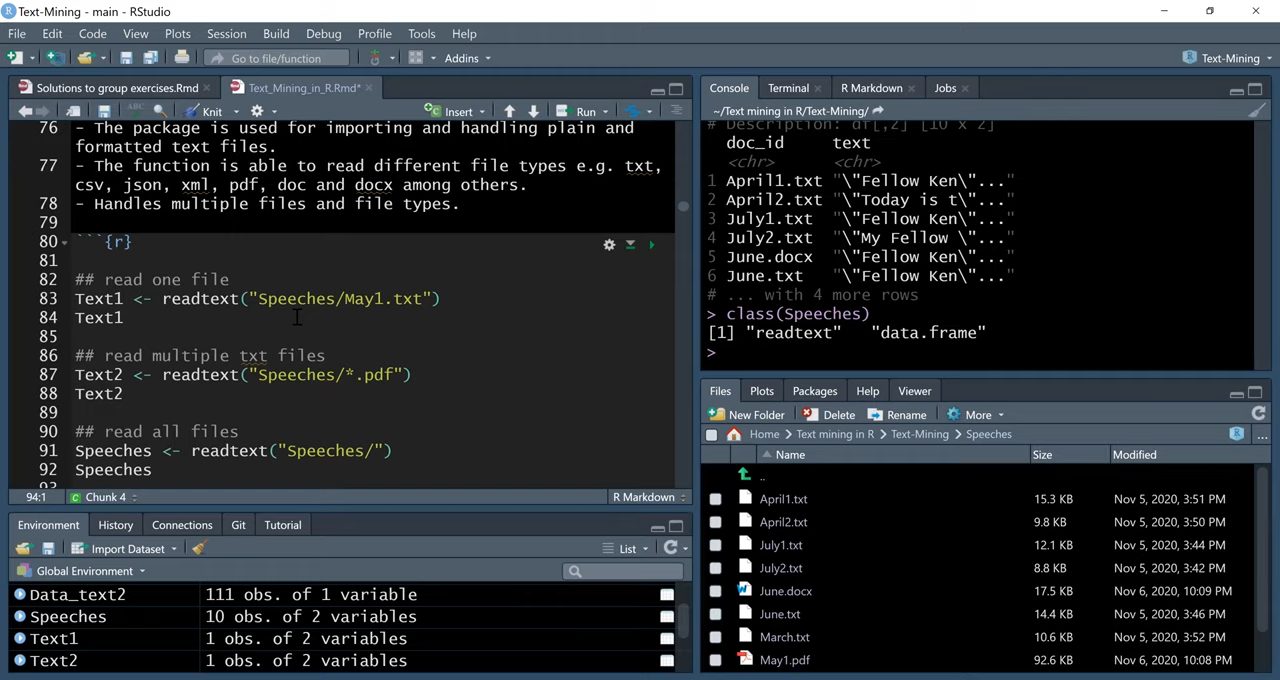 Text-Mining - main - RStudio
File Edit Code View Plots Session Build Debug Profile Tools Help
Go to file/function Addins Text-Mining
Solutions to group exercises.Rmd Text_Mining_in_R.Rmd*
ABC Knit Insert Run
76 - The package is used for importing and handling plain and
formatted text files.
77 - The function is able to read different file types e.g. txt,
csv, json, xml, pdf, doc and docx among others.
78 - Handles multiple files and file types.
79
80 ```{r}
81
82 ## read one file
83 Text1 <- readtext("Speeches/May1.txt")
84 Text1
85
86 ## read multiple txt files
87 Text2 <- readtext("Speeches/*.pdf")
88 Text2
89
90 ## read all files
91 Speeches <- readtext("Speeches/")
92 Speeches
93
94:1 Chunk 4 R Markdown
Environment History Connections Git Tutorial
Import Dataset List
Global Environment
Data_text2 111 obs. of 1 variable
Speeches 10 obs. of 2 variables
Text1 1 obs. of 2 variables
Text2 1 obs. of 2 variables
Console Terminal R Markdown Jobs
~/Text mining in R/Text-Mining/
# Description: df[,2] [10 x 2]
doc_id text
<chr> <chr>
1 April1.txt "\"Fellow Ken\"..."
2 April2.txt "\"Today is t\"..."
3 July1.txt "\"Fellow Ken\"..."
4 July2.txt "\"My Fellow \"..."
5 June.docx "\"Fellow Ken\"..."
6 June.txt "\"Fellow Ken\"..."
# ... with 4 more rows
> class(Speeches)
[1] "readtext" "data.frame"
>
Files Plots Packages Help Viewer
New Folder Delete Rename More
Home Text mining in R Text-Mining Speeches ...
Name Size Modified
..
April1.txt 15.3 KB Nov 5, 2020, 3:51 PM
April2.txt 9.8 KB Nov 5, 2020, 3:50 PM
July1.txt 12.1 KB Nov 5, 2020, 3:44 PM
July2.txt 8.8 KB Nov 5, 2020, 3:42 PM
June.docx 17.5 KB Nov 6, 2020, 10:09 PM
June.txt 14.4 KB Nov 5, 2020, 3:46 PM
March.txt 10.6 KB Nov 5, 2020, 3:52 PM
May1.pdf 92.6 KB Nov 6, 2020, 10:08 PM